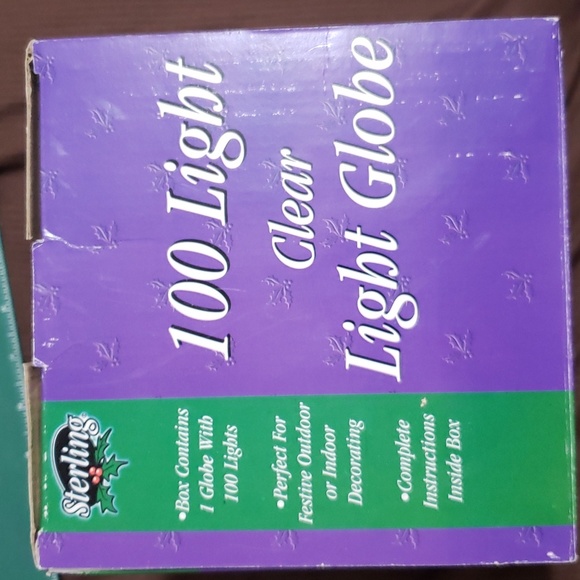 Sterling
100 Light
Clear
Light Globe
•Box Contains
1 Globe With
100 Lights
•Perfect For
Festive Outdoor
or Indoor
Decorating
•Complete
Instructions
Inside Box